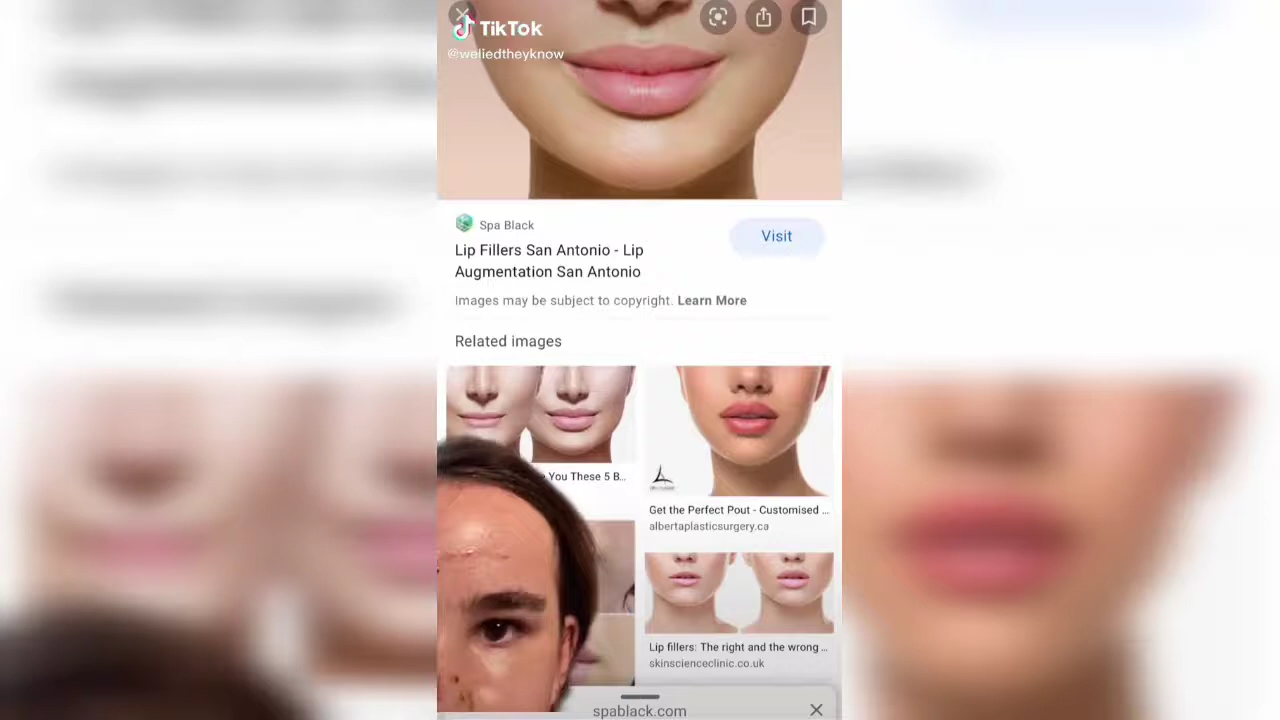 TikTok
@weliedtheyknow
Spa Black
Visit
Lip Fillers San Antonio - Lip
Augmentation San Antonio
Images may be subject to copyright. Learn More
Related images
You These 5 B..
Get the Perfect Pout - Customised ...
albertaplasticsurgery.ca
Lip fillers: The right and the wrong ...
skinscienceclinic.co.uk
spablack.com